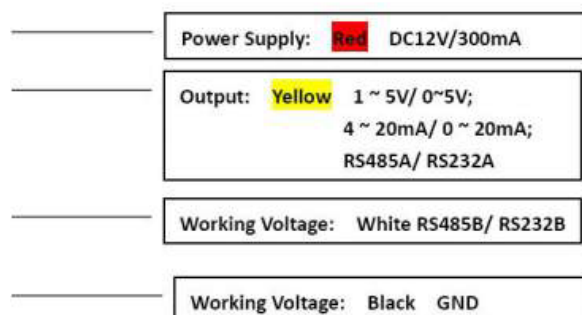 Power Supply: Red DC12V/300mA
Output: Yellow 1 ~ 5V/ 0~5V;
4 ~ 20mA/ 0 ~ 20mA;
RS485A/ RS232A
Working Voltage: White RS485B/ RS232B
Working Voltage: Black GND